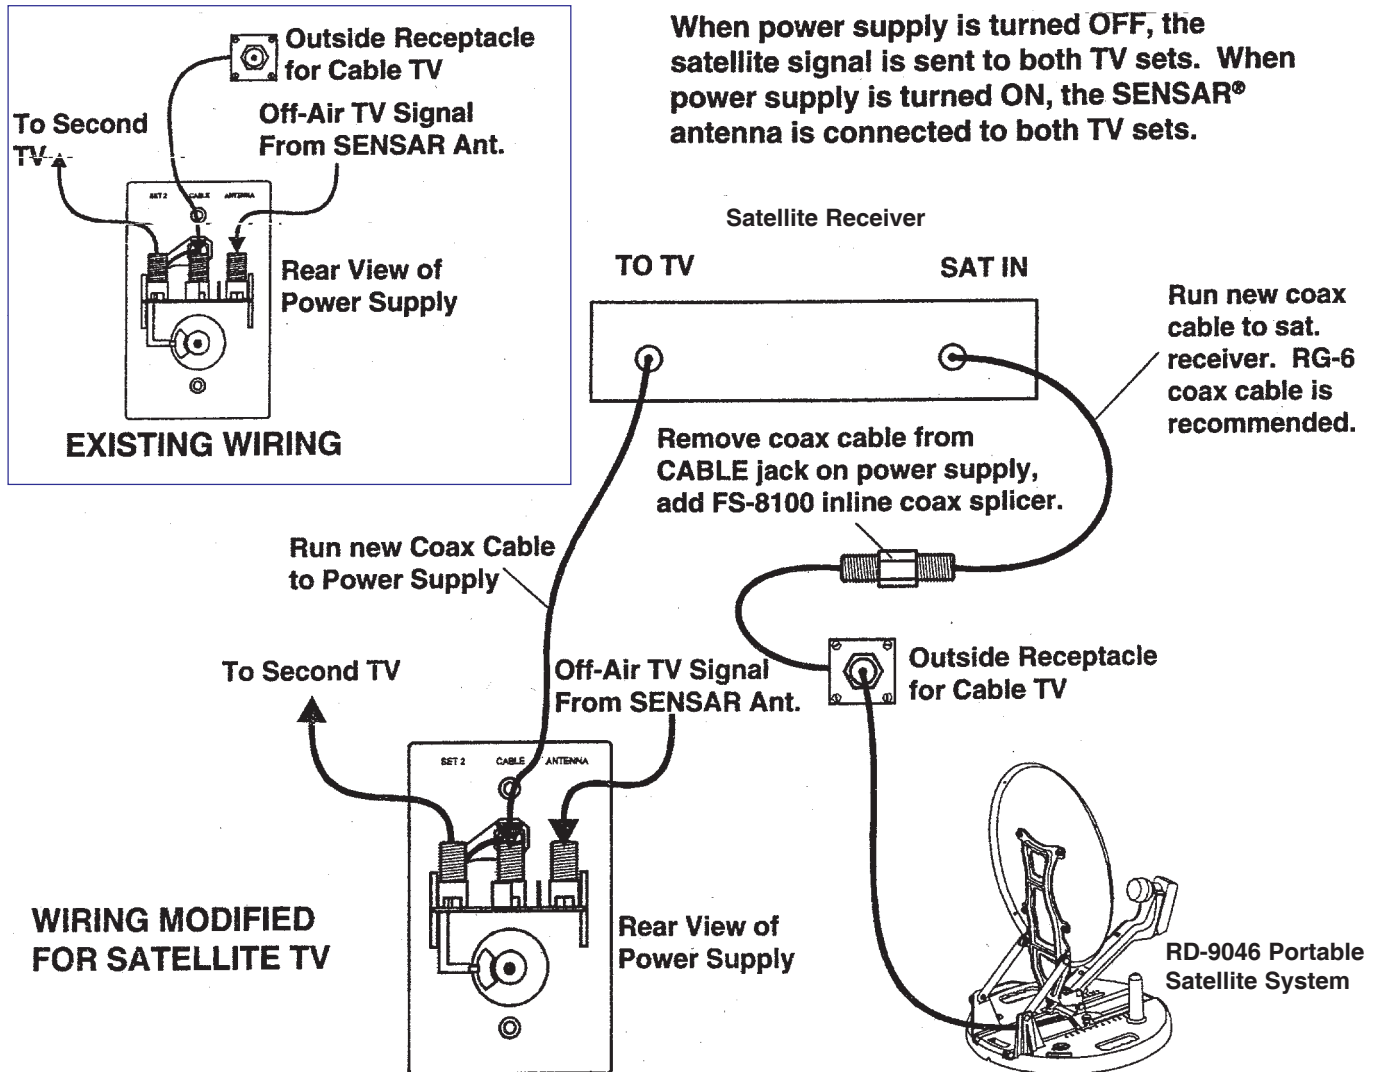 Outside Receptacle
for Cable TV
To Second
TV
Off-Air TV Signal
From SENSAR Ant.
SET 2 CABLE ANTENNA
Rear View of
Power Supply
EXISTING WIRING
When power supply is turned OFF, the
satellite signal is sent to both TV sets. When
power supply is turned ON, the SENSAR®
antenna is connected to both TV sets.
Satellite Receiver
TO TV SAT IN
Run new coax
cable to sat.
receiver. RG-6
coax cable is
recommended.
Remove coax cable from
CABLE jack on power supply,
add FS-8100 inline coax splicer.
Run new Coax Cable
to Power Supply
To Second TV
Off-Air TV Signal
From SENSAR Ant.
Outside Receptacle
for Cable TV
SET 2 CABLE ANTENNA
WIRING MODIFIED
FOR SATELLITE TV
Rear View of
Power Supply
RD-9046 Portable
Satellite System